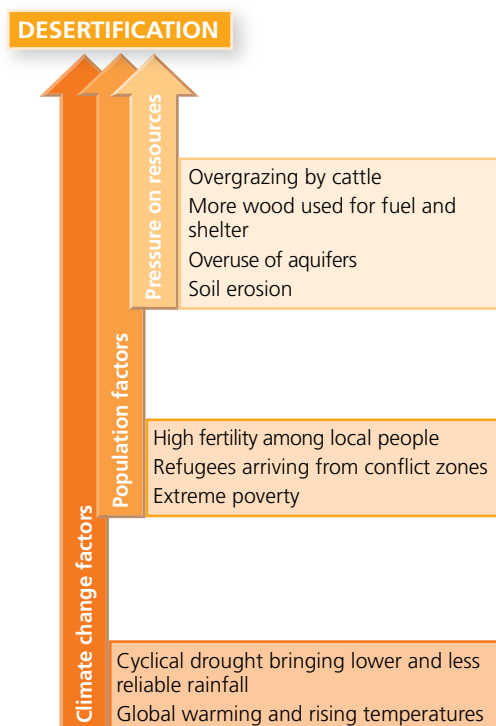 DESERTIFICATION
Pressure on resources
Overgrazing by cattle
More wood used for fuel and
shelter
Overuse of aquifers
Soil erosion
Population factors
High fertility among local people
Refugees arriving from conflict zones
Extreme poverty
Climate change factors
Cyclical drought bringing lower and less
reliable rainfall
Global warming and rising temperatures